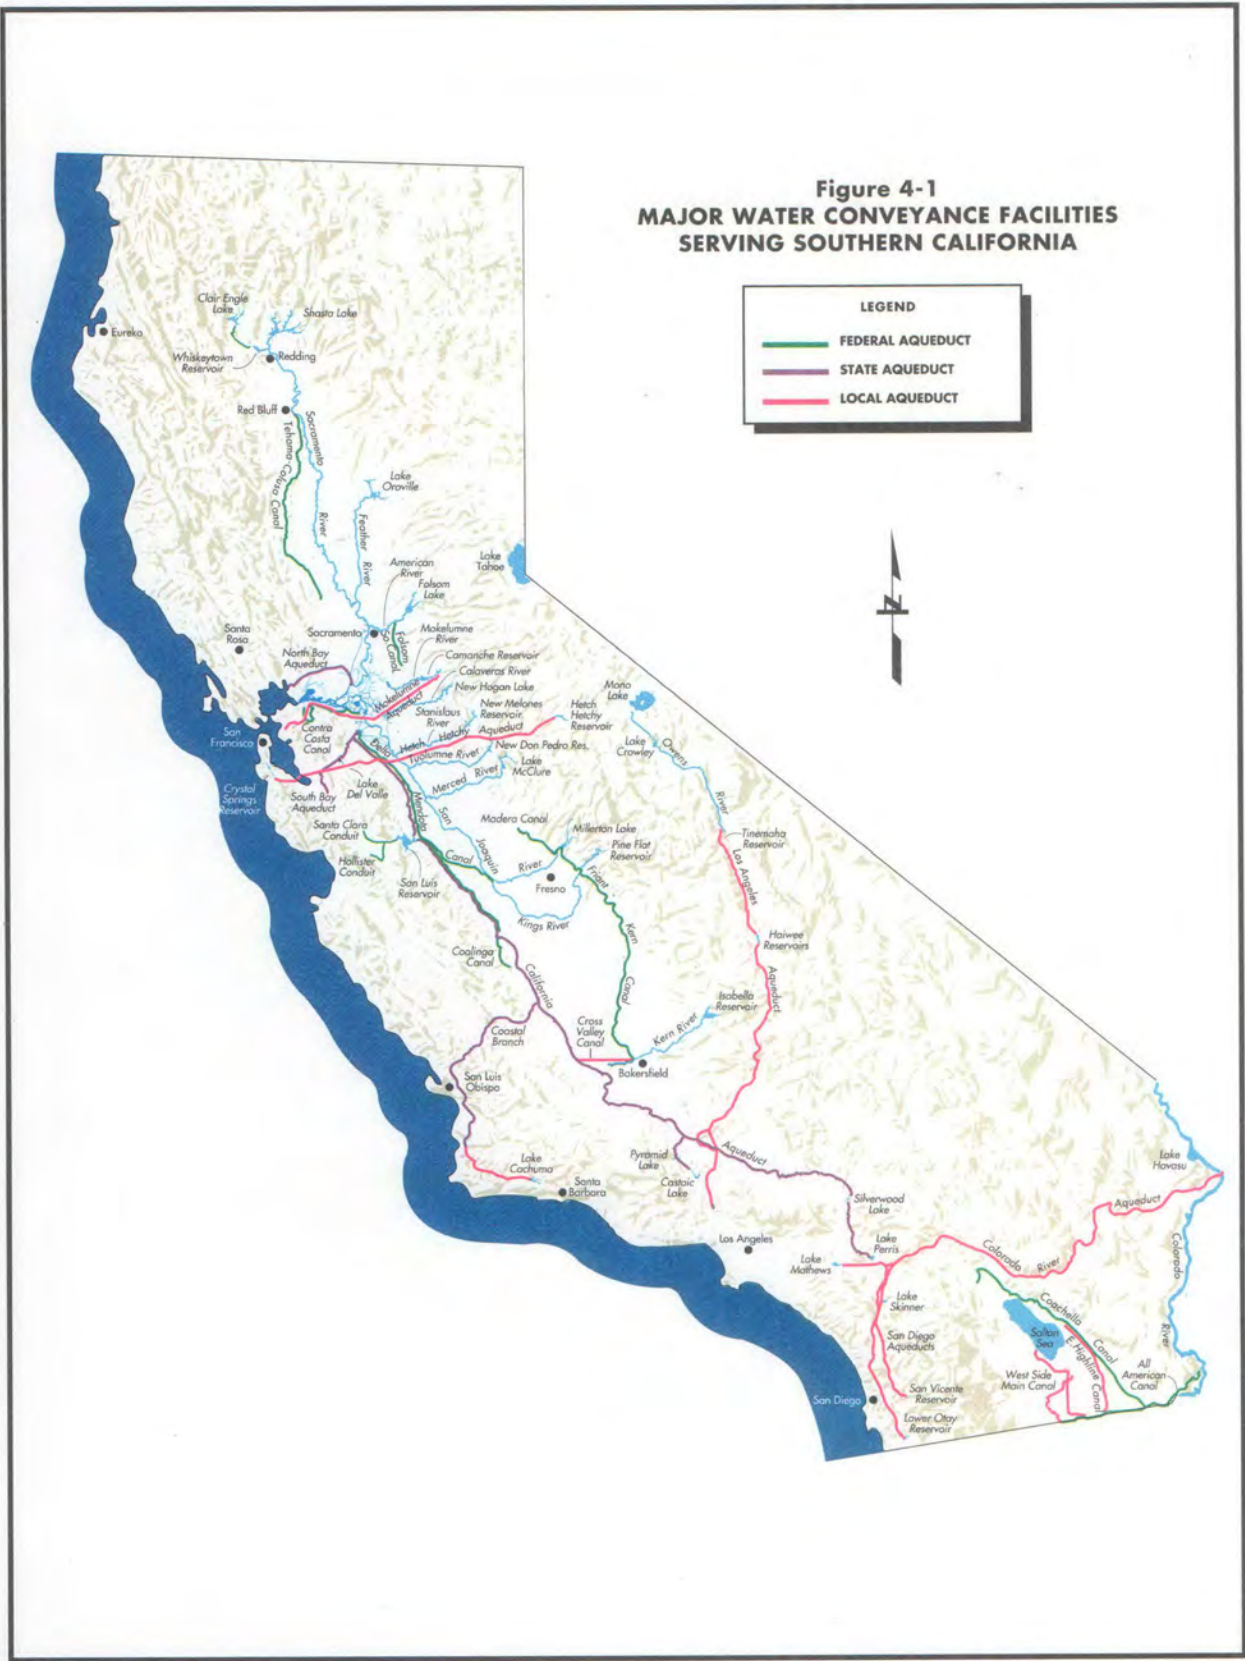 Figure 4-1
MAJOR WATER CONVEYANCE FACILITIES
SERVING SOUTHERN CALIFORNIA
LEGEND
FEDERAL AQUEDUCT
STATE AQUEDUCT
LOCAL AQUEDUCT
Clair Engle
Lake
Shasta Lake
Eureka
Whiskeytown
Reservoir
Redding
Red Bluff
Tehama-Colusa Canal
Sacramento
River
Lake
Oroville
Feather River
American
River
Folsom
Lake
Lake
Tahoe
Santa
Rosa
Sacramento
Folsom
So Canal
Mokelumne
River
North Bay
Aqueduct
Camanche Reservoir
Calaveras River
Mokelumne
Aqueduct
New Hogan Lake
Stanislaus
River
New Melones
Reservoir
Hetch
Hetchy
Reservoir
Mono
Lake
San
Francisco
Contra
Costa
Canal
Delta
Hetch Hetchy Aqueduct
Tuolumne River
New Don Pedro Res.
Lake
McClure
Lake
Crowley
Owens
River
Crystal
Springs
Reservoir
South Bay
Aqueduct
Lake
Del Valle
Merced River
Mendota
San
Joaquin
River
Madera Canal
Millerton Lake
Pine Flat
Reservoir
Tinemaha
Reservoir
Santa Clara
Conduit
Hollister
Conduit
San Luis
Reservoir
Canal
Fresno
Friant
Kern
Canal
Los Angeles
Kings River
Haiwee
Reservoirs
Aqueduct
Coalinga
Canal
California
Isabella
Reservoir
Coastal
Branch
Cross
Valley
Canal
Kern River
Bakersfield
San Luis
Obispo
Pyramid
Lake
Aqueduct
Lake
Cachuma
Santa
Barbara
Castaic
Lake
Silverwood
Lake
Lake
Havasu
Aqueduct
Los Angeles
Lake
Perris
Lake
Mathews
Colorado
River
Colorado
River
Lake
Skinner
Coachella
Canal
Salton
Sea
E. Highline Canal
San Diego
Aqueducts
West Side
Main Canal
All
American
Canal
San Vicente
Reservoir
San Diego
Lower Otay
Reservoir